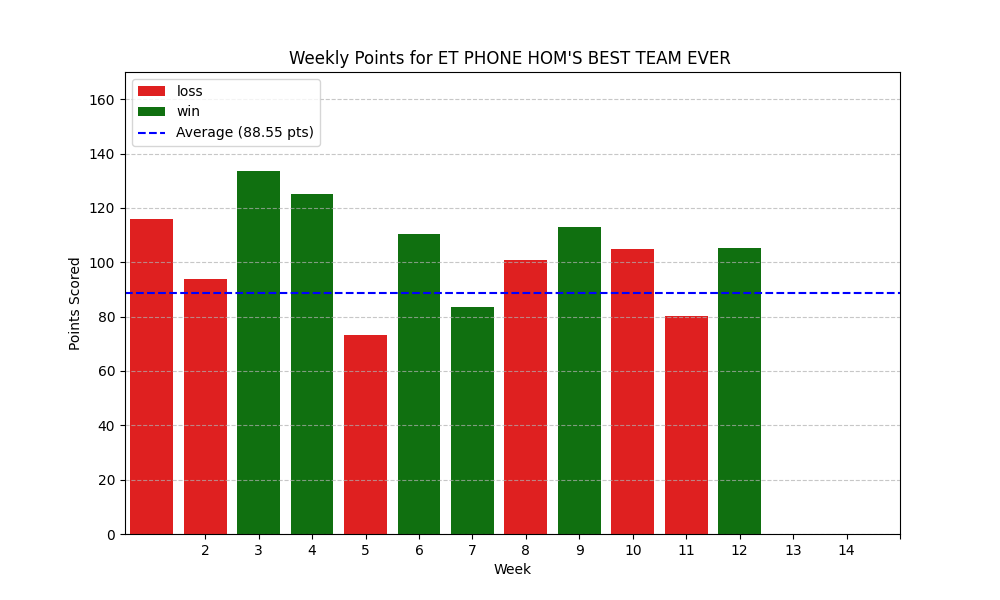 Weekly Points for ET PHONE HOM'S BEST TEAM EVER
loss
win
Average (88.55 pts)
160
140
120
100
80
60
40
20
0
Points Scored
2 3 4 5 6 7 8 9 10 11 12 13 14
Week